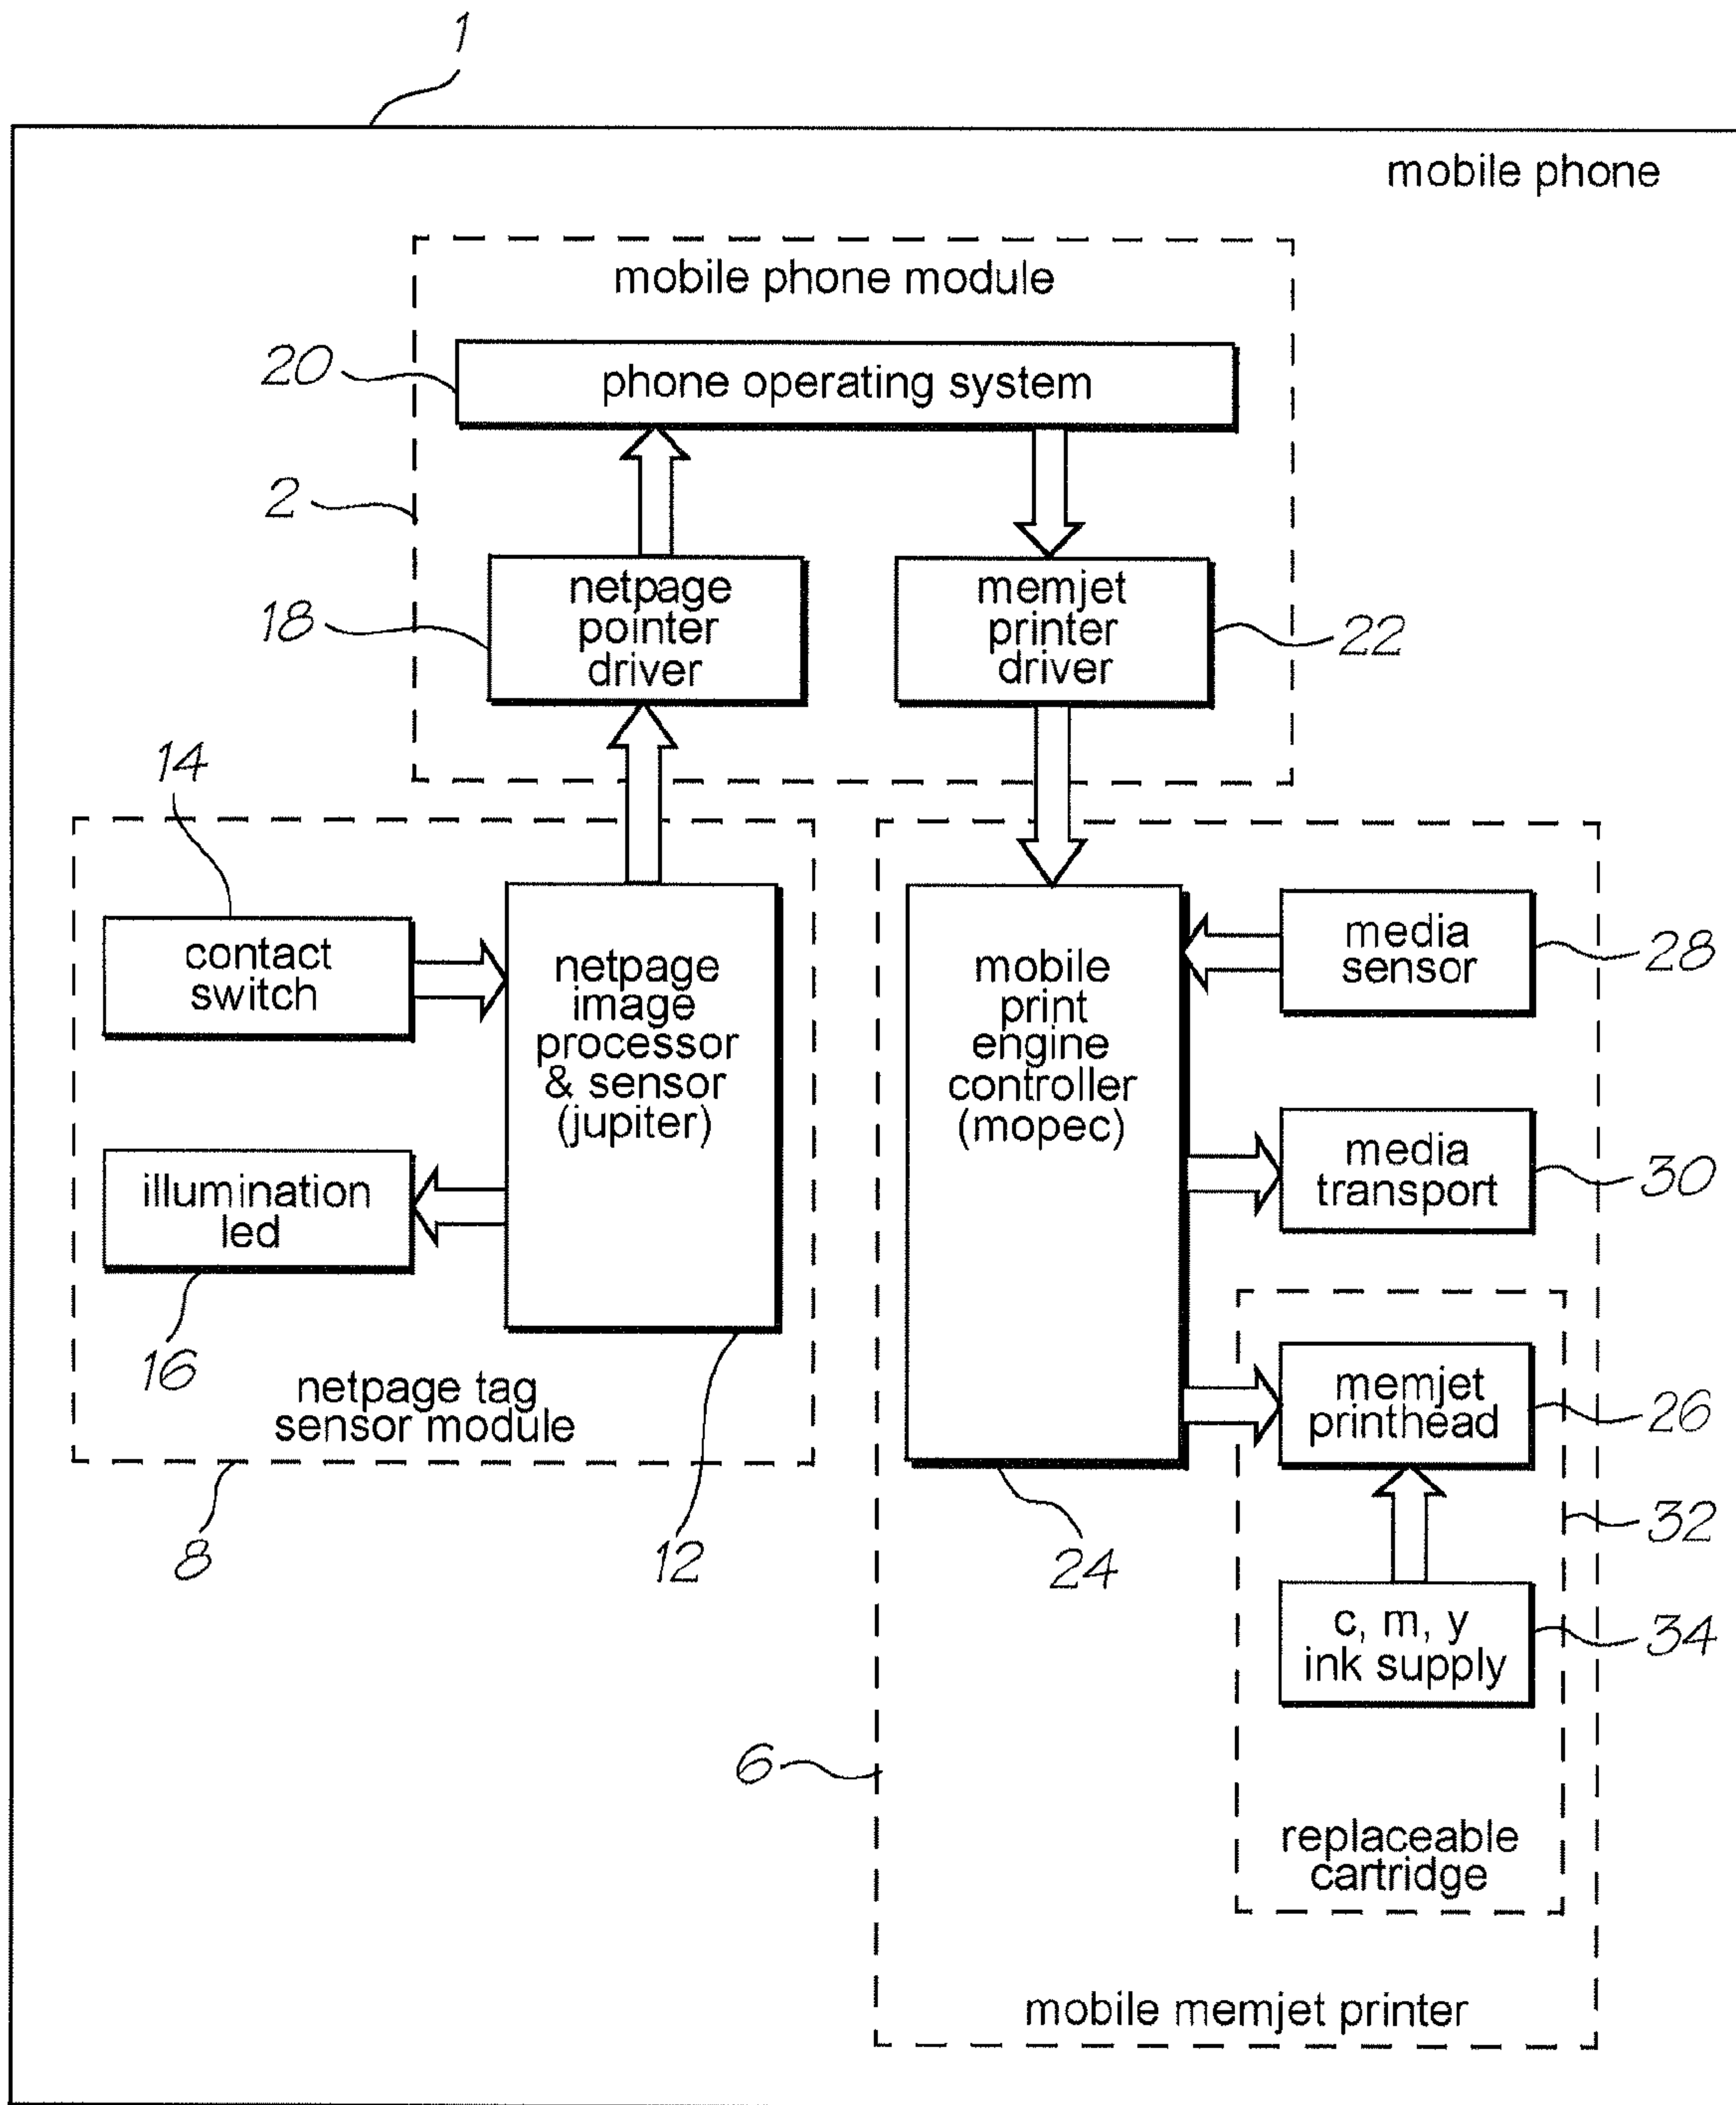 1
mobile phone
mobile phone module
20
phone operating system
2
18
netpage
pointer
driver
memjet
printer
driver
22
14
contact
switch
netpage
image
processor
& sensor
(jupiter)
illumination
led
16
netpage tag
sensor module
8
12
mobile
print
engine
controller
(mopec)
24
media
sensor
28
media
transport
30
memjet
printhead
26
32
c, m, y
ink supply
34
6
replaceable
cartridge
mobile memjet printer